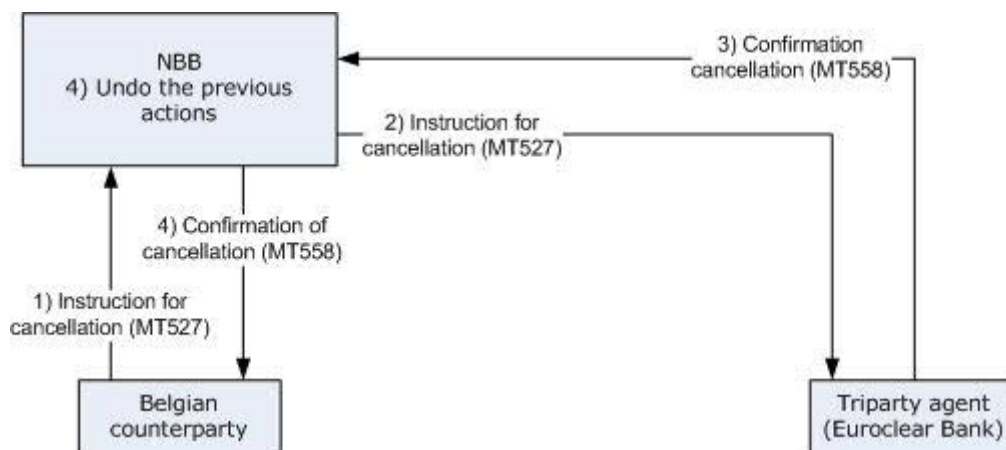 NBB
4) Undo the previous
actions
3) Confirmation
cancellation (MT558)
2) Instruction for
cancellation (MT527)
4) Confirmation of
cancellation (MT558)
1) Instruction for
cancellation (MT527)
Belgian
counterparty
Triparty agent
(Euroclear Bank)